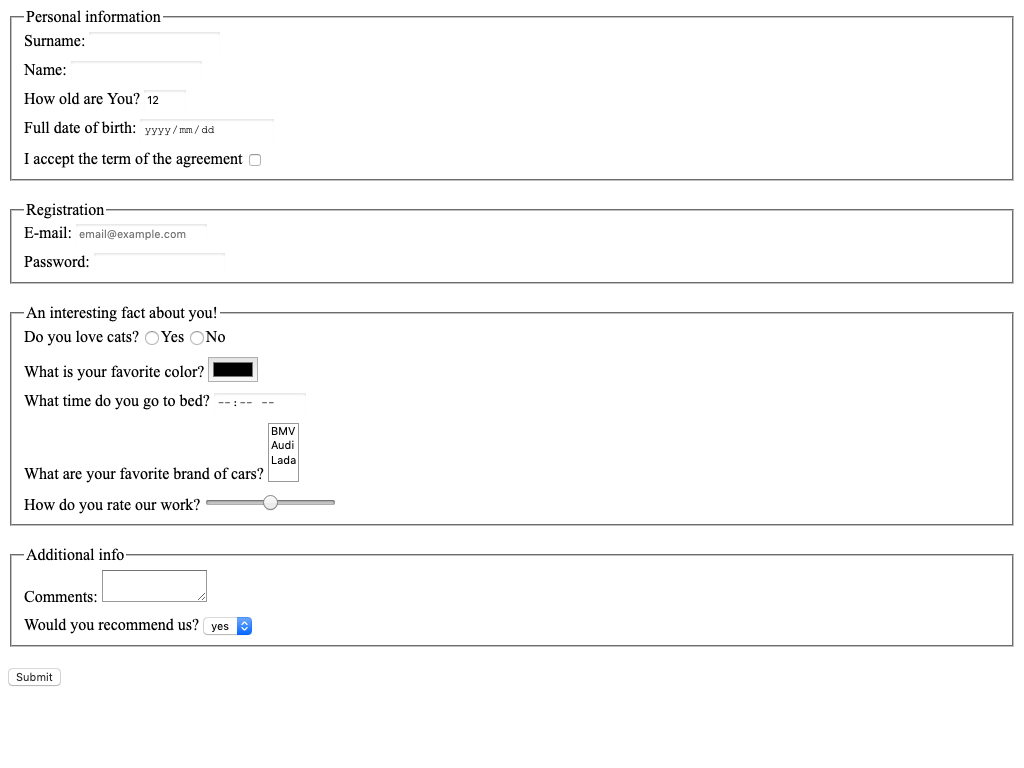 Personal information
Surname:
Name:
How old are You? 12
Full date of birth: yyyy/mm/dd
I accept the term of the agreement
Registration
E-mail: email@example.com
Password:
An interesting fact about you!
Do you love cats? Yes No
What is your favorite color?
What time do you go to bed? --:-- --
BMV
Audi
Lada
What are your favorite brand of cars?
How do you rate our work?
Additional info
Comments:
Would you recommend us? yes
Submit